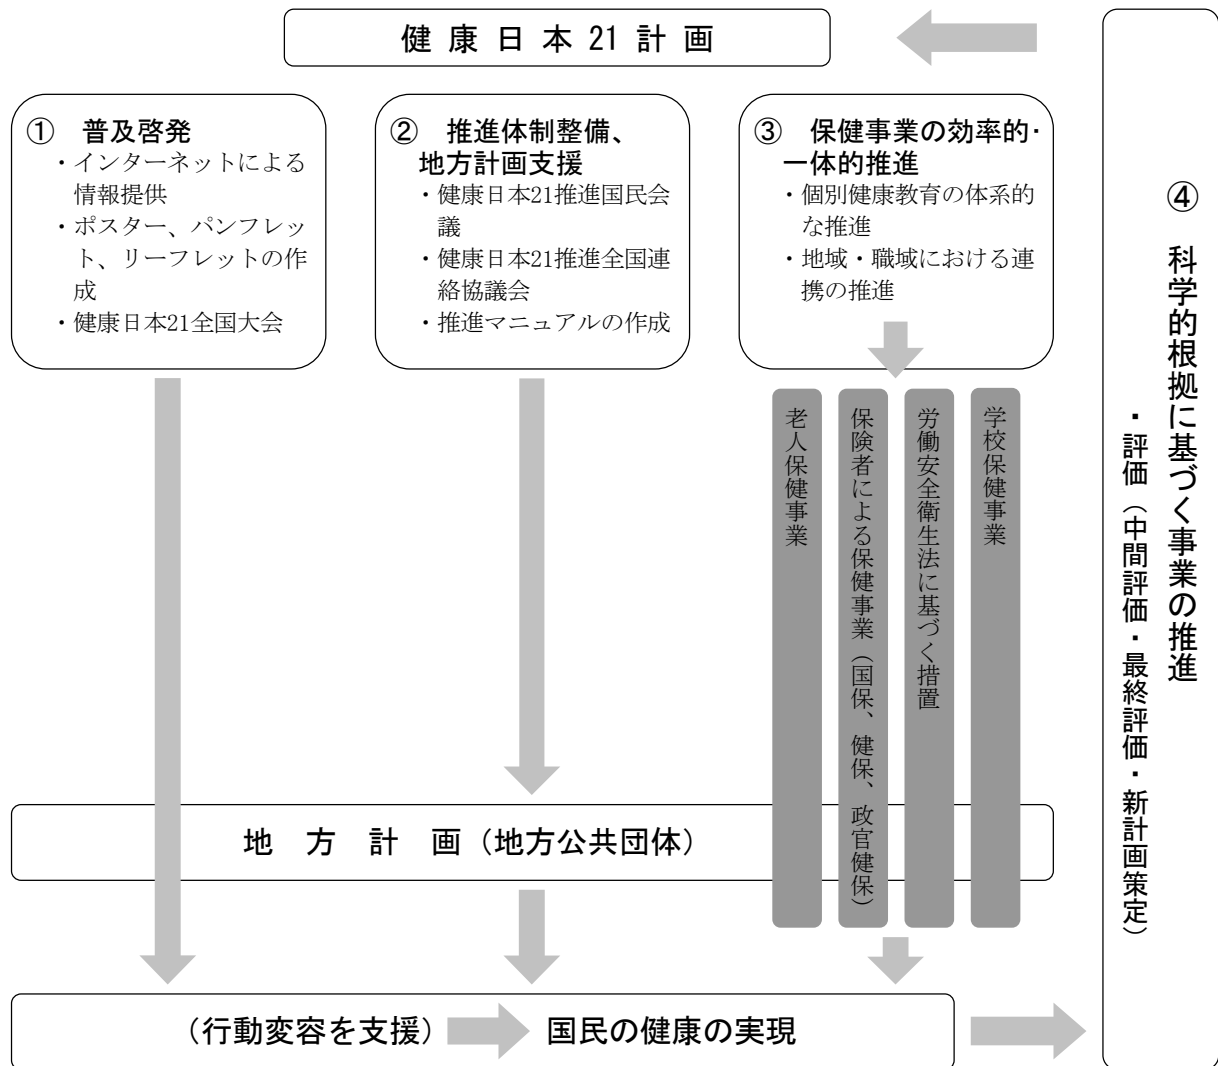 健康日本21計画
① 普及啓発
・インターネットによる
情報提供
・ポスター、パンフレッ
ト、リーフレットの作
成
・健康日本21全国大会
② 推進体制整備、
地方計画支援
・健康日本21推進国民会
議
・健康日本21推進全国連
絡協議会
・推進マニュアルの作成
③ 保健事業の効率的・
一体的推進
・個別健康教育の体系的
な推進
・地域・職域における連
携の推進
老人保健事業
保険者による保健事業（国保、健保、政官健保）
労働安全衛生法に基づく措置
学校保健事業
地方計画（地方公共団体）
（行動変容を支援） 国民の健康の実現
④ 科学的根拠に基づく事業の推進
・評価（中間評価・最終評価・新計画策定）